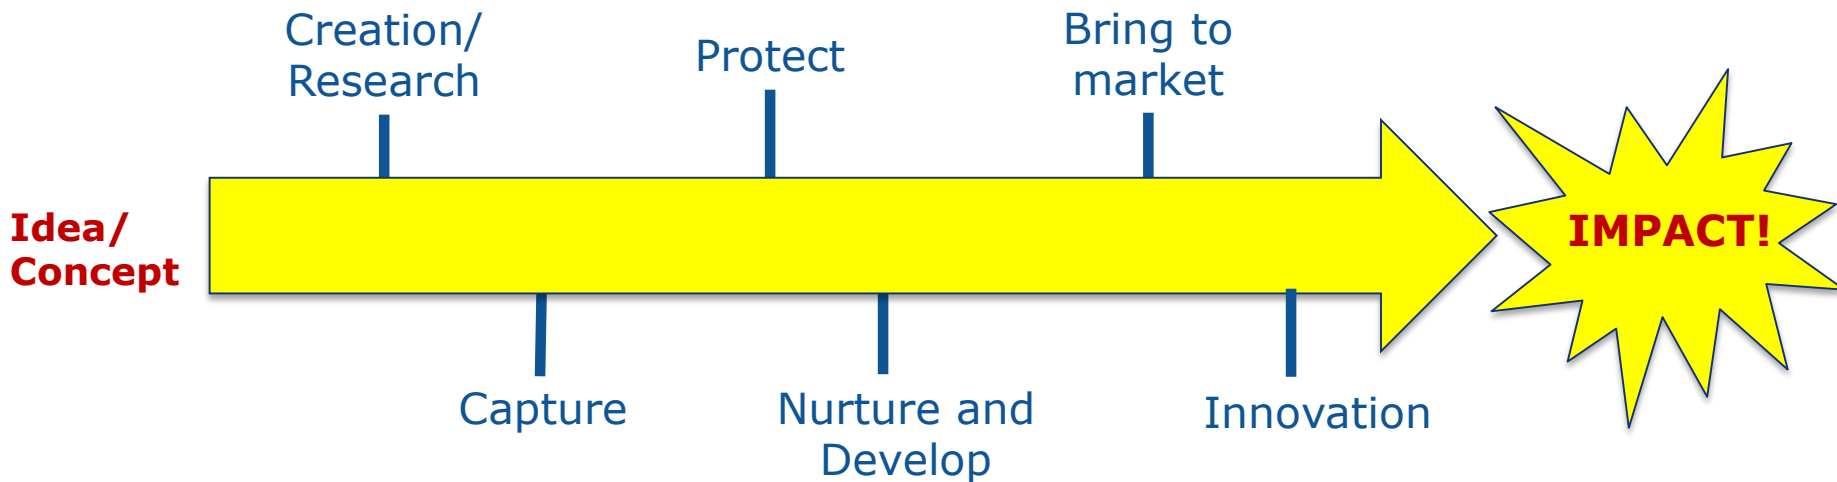 Creation/
Research
Protect
Bring to
market
Idea/
Concept
IMPACT!
Capture
Nurture and
Develop
Innovation